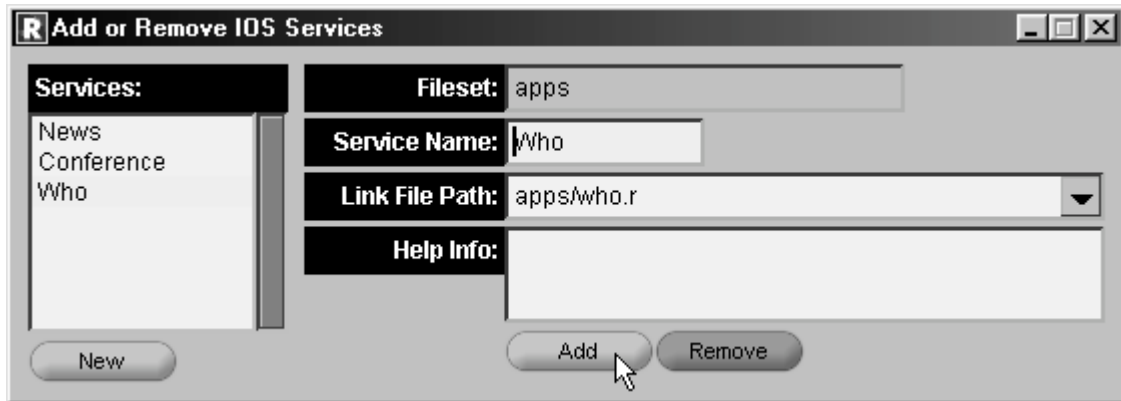 R Add or Remove IOS Services
Services:
News
Conference
Who
New
Fileset: apps
Service Name: Who
Link File Path: apps/who.r
Help Info:
Add Remove